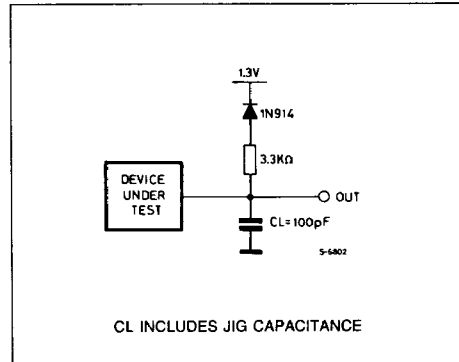 1.3V
1N914
3.3KΩ
DEVICE
UNDER
TEST
OUT
CL=100pF
S-6802
CL INCLUDES JIG CAPACITANCE